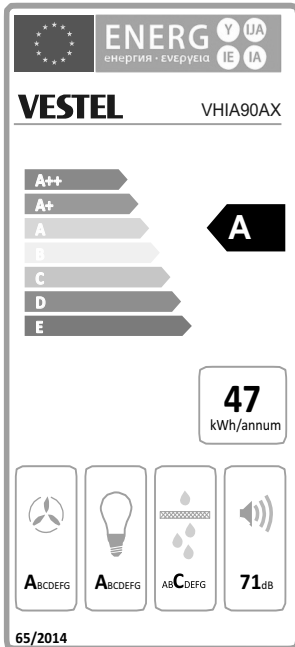 ENERG Y IJA
енергия · ενεργεια IE IA
VESTEL VHIA90AX
A++
A+
A
A
B
C
D
E
47
kWh/annum
ABCDEFG ABCDEFG ABCDEFG 71dB
65/2014